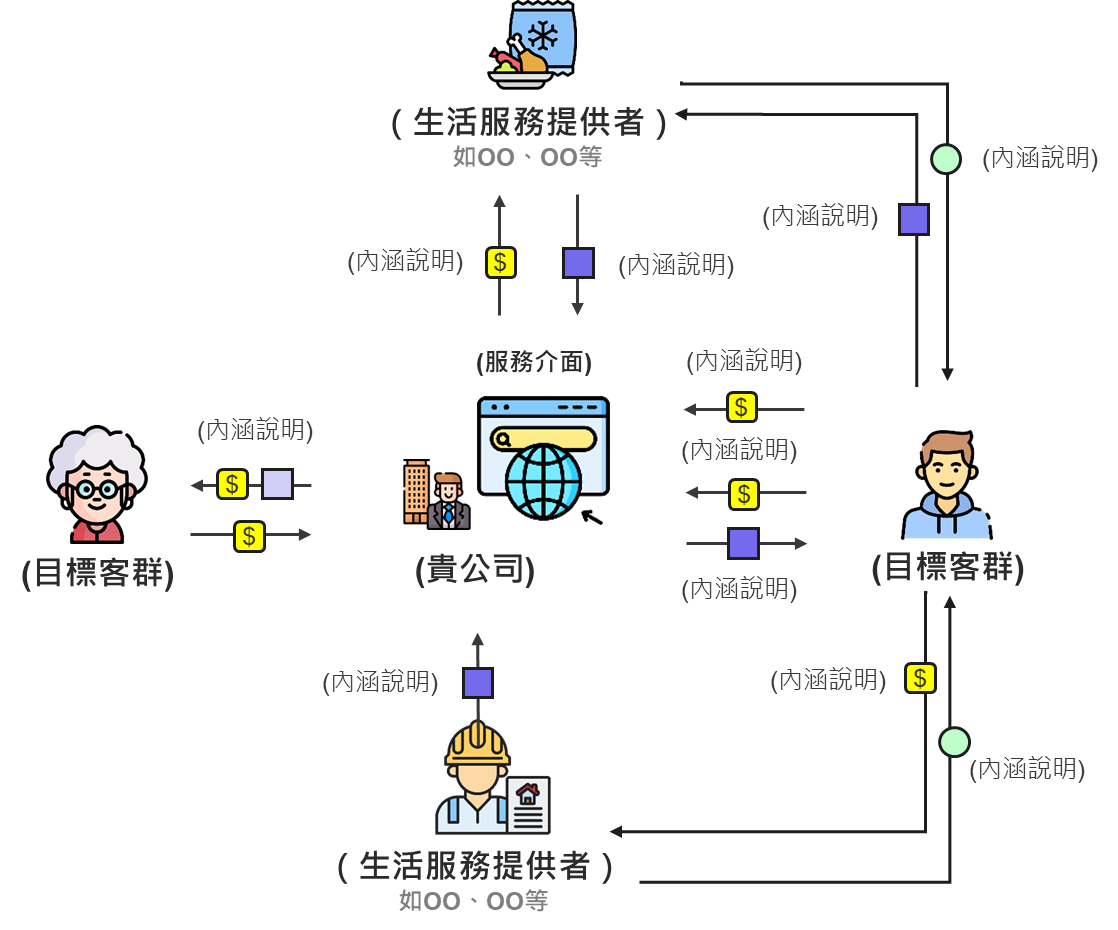 ( 生活服務提供者 )
如OO、OO等
(內涵說明)
(內涵說明)
(內涵說明)
$
(內涵說明)
(服務介面)
(內涵說明)
$
(內涵說明)
(內涵說明)
$
$
$
(內涵說明)
(目標客群)
(貴公司)
(目標客群)
(內涵說明)
(內涵說明)
$
(內涵說明)
( 生活服務提供者 )
如OO、OO等